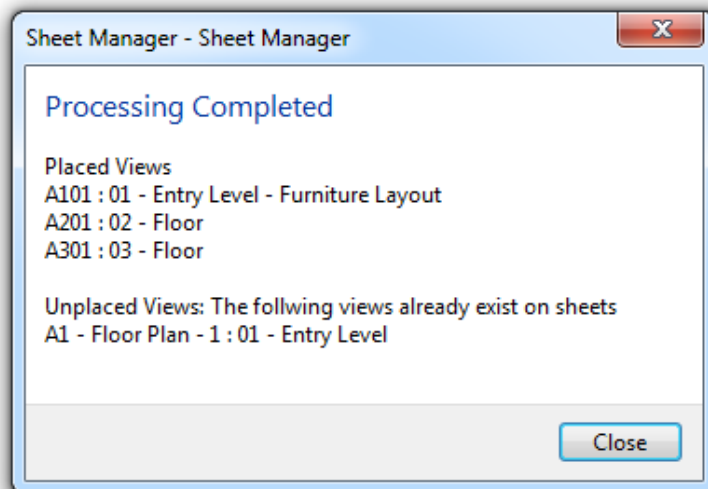 Sheet Manager - Sheet Manager
Processing Completed
Placed Views
A101 : 01 - Entry Level - Furniture Layout
A201 : 02 - Floor
A301 : 03 - Floor
Unplaced Views: The follwing views already exist on sheets
A1 - Floor Plan - 1 : 01 - Entry Level
Close